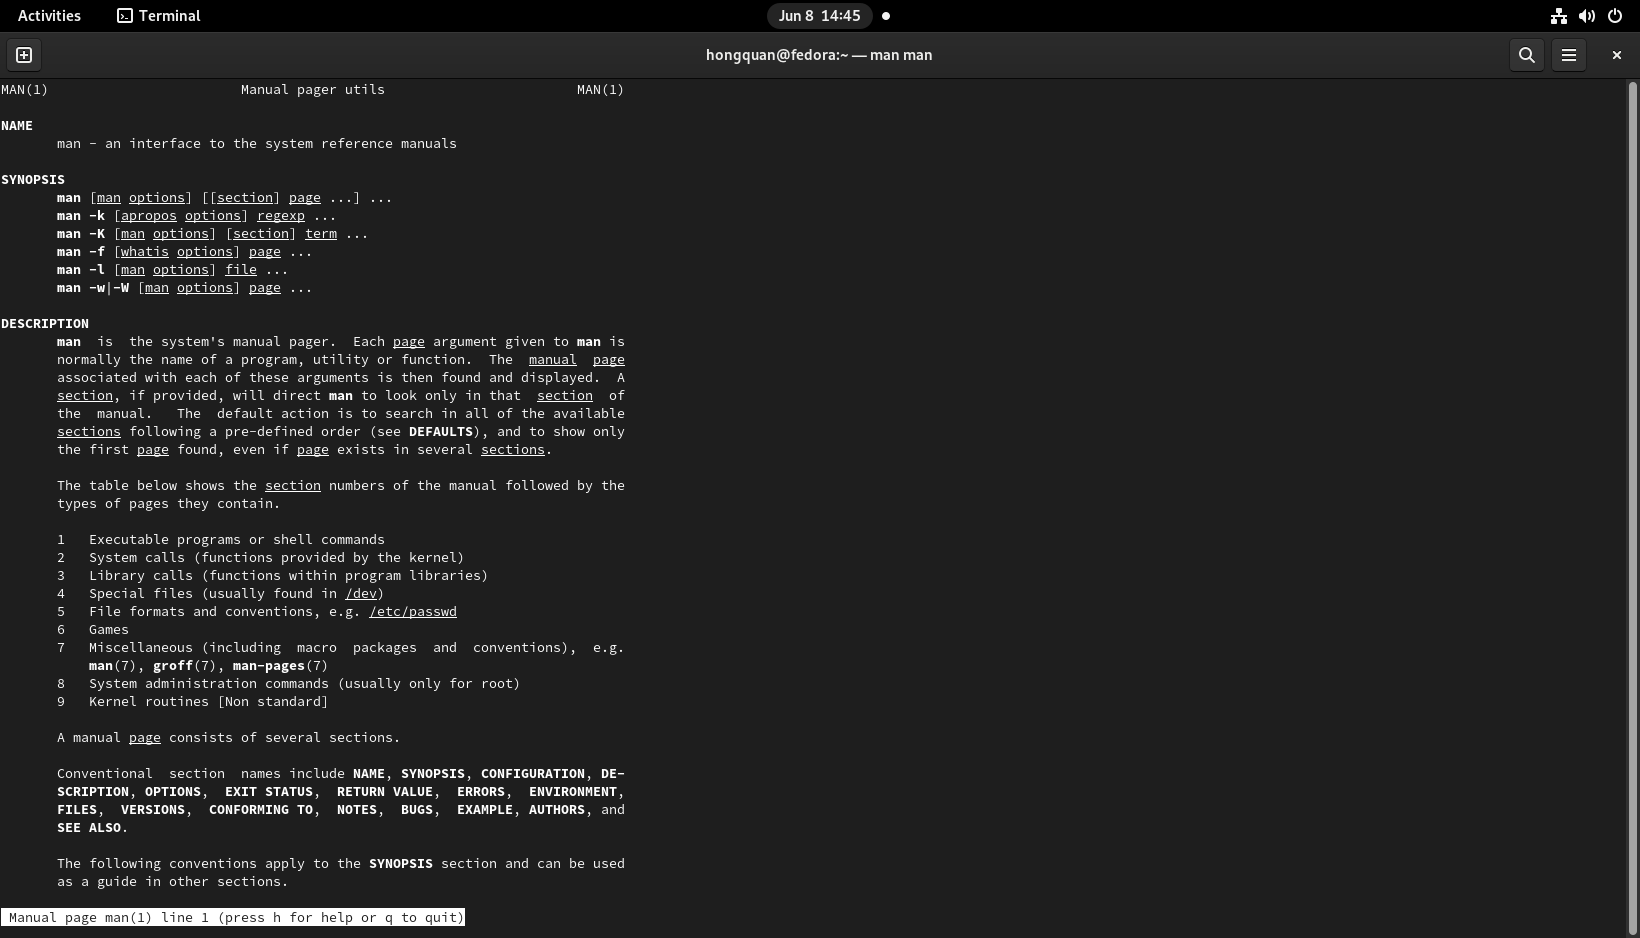 Activities Terminal Jun 8 14:45
hongquan@fedora:~ — man man
MAN(1) Manual pager utils MAN(1)
NAME
man - an interface to the system reference manuals
SYNOPSIS
man [man options] [[section] page ...] ...
man -k [apropos options] regexp ...
man -K [man options] [section] term ...
man -f [whatis options] page ...
man -l [man options] file ...
man -w|-W [man options] page ...
DESCRIPTION
man is the system's manual pager. Each page argument given to man is
normally the name of a program, utility or function. The manual page
associated with each of these arguments is then found and displayed. A
section, if provided, will direct man to look only in that section of
the manual. The default action is to search in all of the available
sections following a pre-defined order (see DEFAULTS), and to show only
the first page found, even if page exists in several sections.
The table below shows the section numbers of the manual followed by the
types of pages they contain.
1 Executable programs or shell commands
2 System calls (functions provided by the kernel)
3 Library calls (functions within program libraries)
4 Special files (usually found in /dev)
5 File formats and conventions, e.g. /etc/passwd
6 Games
7 Miscellaneous (including macro packages and conventions), e.g.
man(7), groff(7), man-pages(7)
8 System administration commands (usually only for root)
9 Kernel routines [Non standard]
A manual page consists of several sections.
Conventional section names include NAME, SYNOPSIS, CONFIGURATION, DE-
SCRIPTION, OPTIONS, EXIT STATUS, RETURN VALUE, ERRORS, ENVIRONMENT,
FILES, VERSIONS, CONFORMING TO, NOTES, BUGS, EXAMPLE, AUTHORS, and
SEE ALSO.
The following conventions apply to the SYNOPSIS section and can be used
as a guide in other sections.
Manual page man(1) line 1 (press h for help or q to quit)